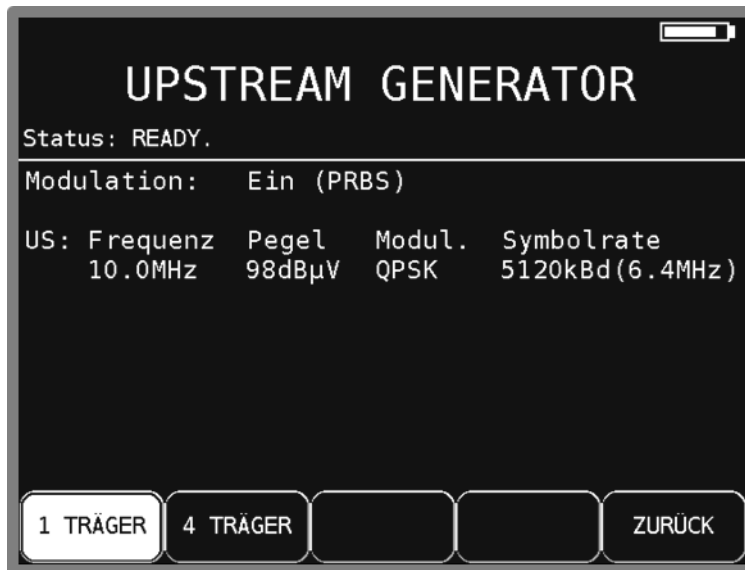 UPSTREAM GENERATOR
Status: READY.
Modulation: Ein (PRBS)
US: Frequenz Pegel Modul. Symbolrate
10.0MHz 98dBµV QPSK 5120kBd(6.4MHz)
1 TRÄGER 4 TRÄGER ZURÜCK